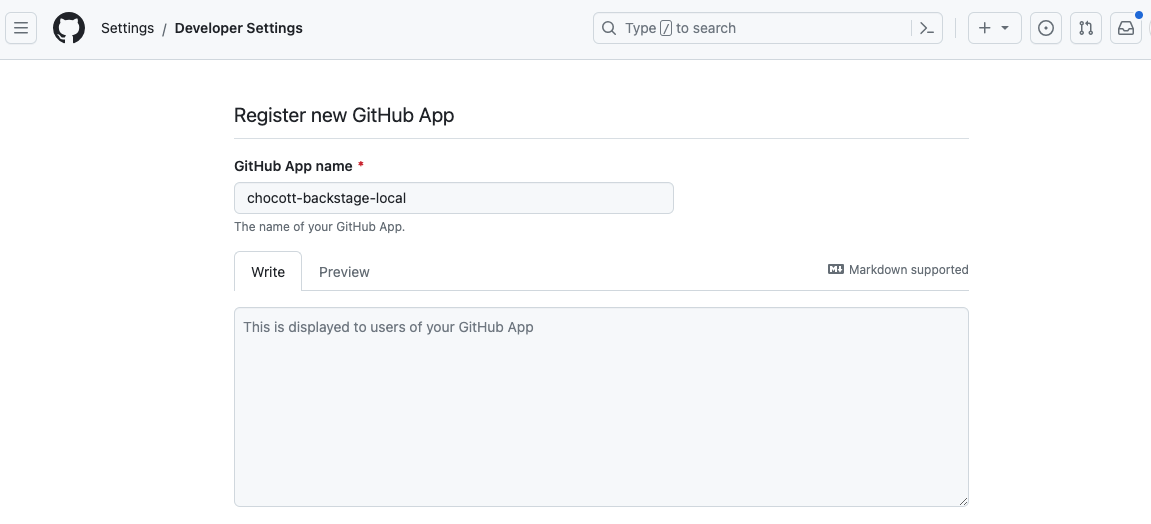 Settings / Developer Settings
Type / to search
Register new GitHub App
GitHub App name *
chocott-backstage-local
The name of your GitHub App.
Write Preview Markdown supported
This is displayed to users of your GitHub App